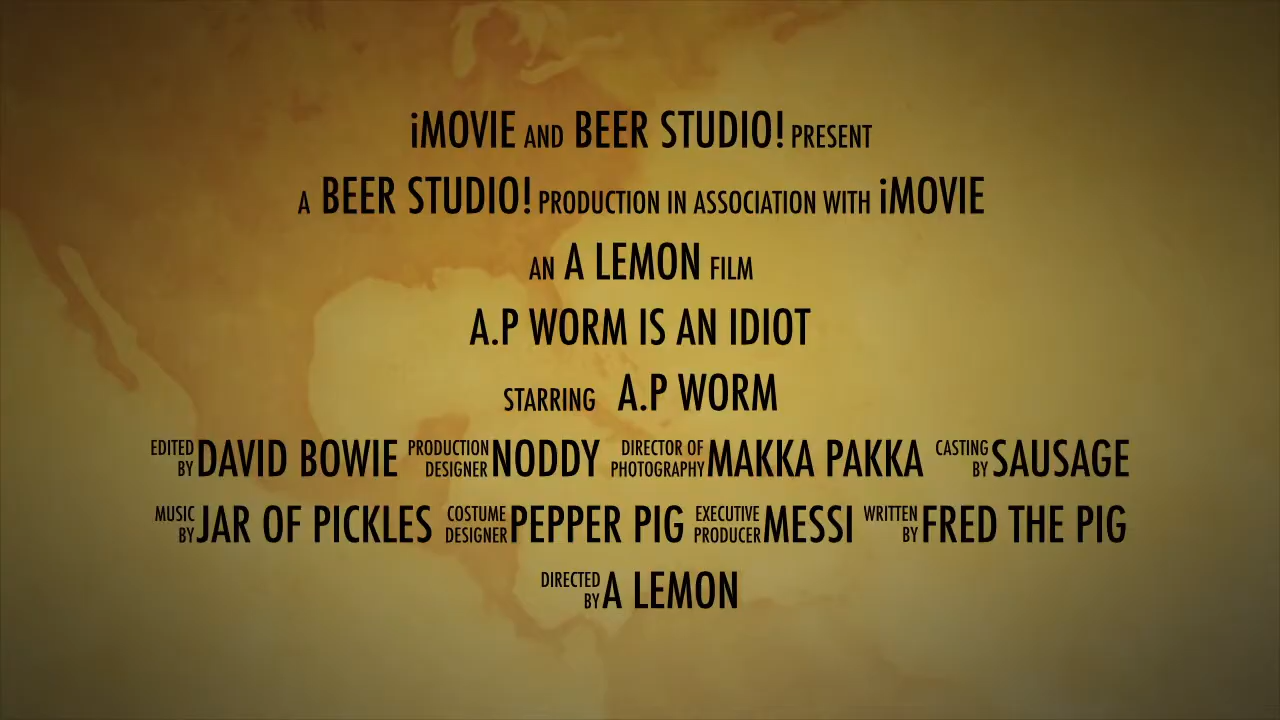 iMOVIE AND BEER STUDIO! PRESENT
A BEER STUDIO! PRODUCTION IN ASSOCIATION WITH iMOVIE
AN A LEMON FILM
A.P WORM IS AN IDIOT
STARRING A.P WORM
EDITED BY DAVID BOWIE PRODUCTION DESIGNER NODDY DIRECTOR OF PHOTOGRAPHY MAKKA PAKKA CASTING BY SAUSAGE
MUSIC BY JAR OF PICKLES COSTUME DESIGNER PEPPER PIG EXECUTIVE PRODUCER MESSI WRITTEN BY FRED THE PIG
DIRECTED BY A LEMON